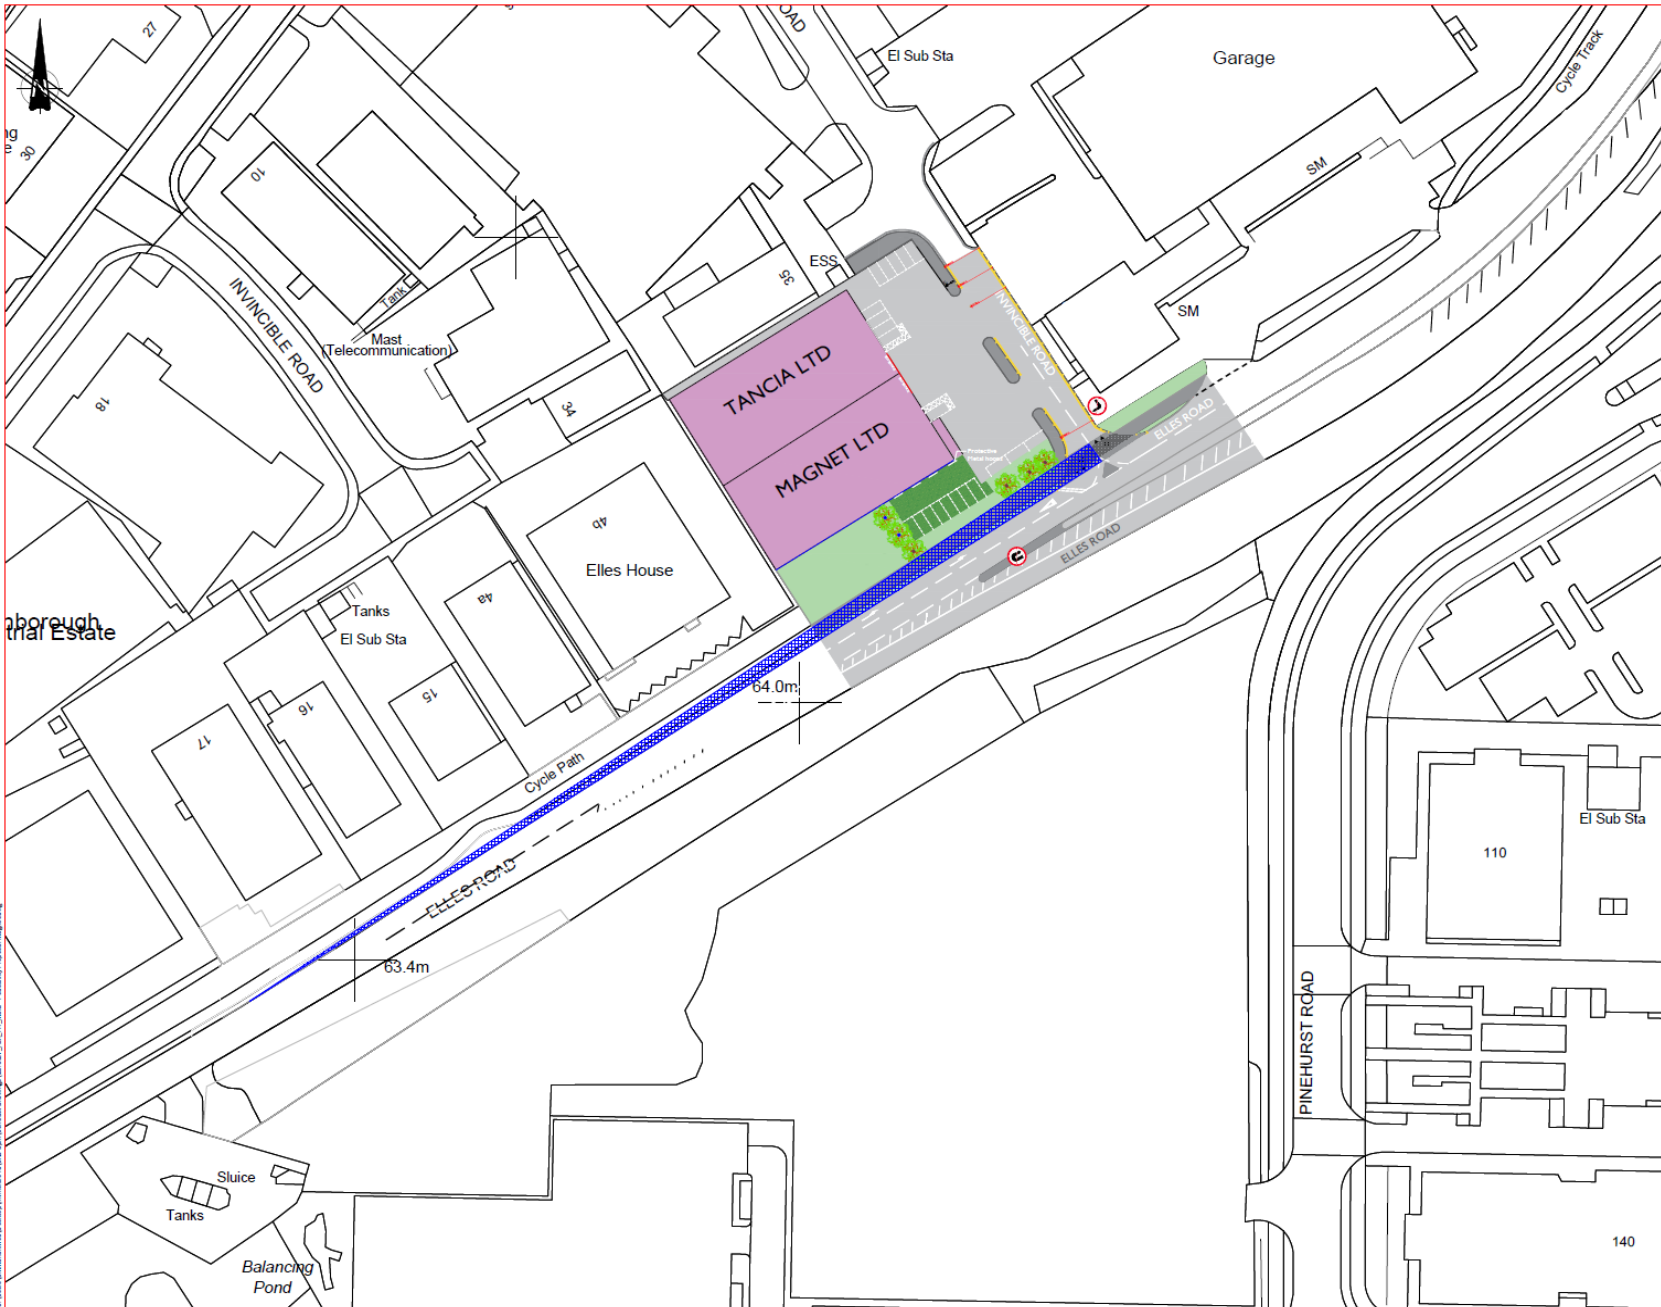 27
ROAD
El Sub Sta
Garage
Cycle Track
30
10
SM
INVINCIBLE ROAD
Tank
Mast
(Telecommunication)
35
ESS
INVINCIBLE ROAD
SM
TANCIA LTD
MAGNET LTD
18
34
ELLES ROAD
Protective
4b
Elles House
ELLES ROAD
4a
Tanks
El Sub Sta
nborough
trial Estate
15
16
17
64.0m
Cycle Path
ELLES ROAD
63.4m
El Sub Sta
110
PINEHURST ROAD
Sluice
Tanks
Balancing
Pond
140